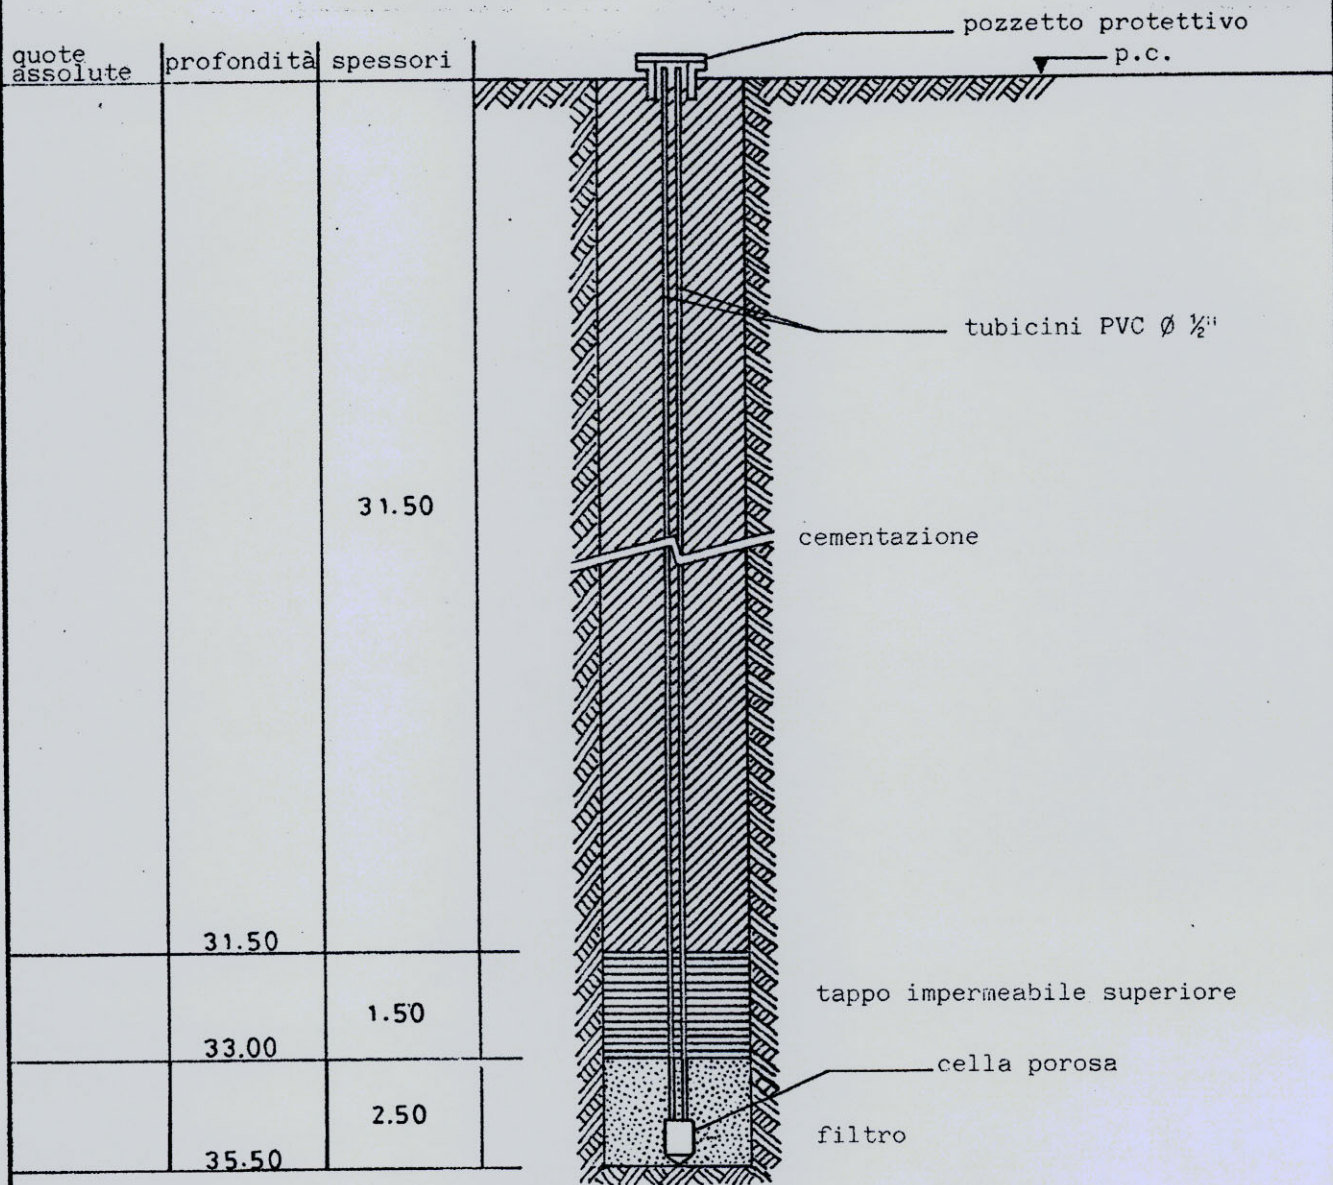 pozzetto protettivo
p.c.
quote
assolute
profondità
spessori
tubicini PVC Ø ½"
31.50
cementazione
31.50
tappo impermeabile superiore
1.50
33.00
cella porosa
2.50
filtro
35.50